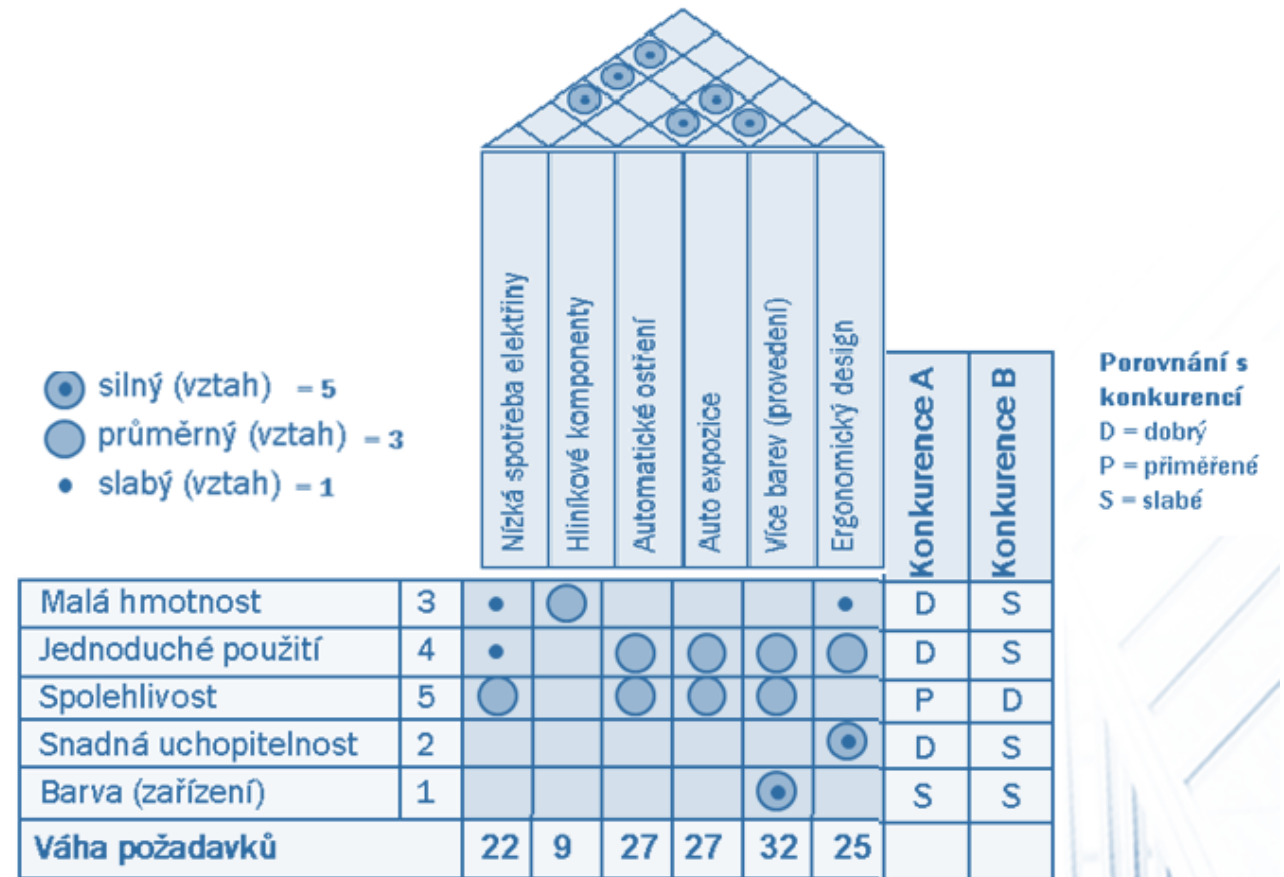 Nízká spotřeba elektřiny
Hliníkové komponenty
Automatické ostření
Auto expozice
Více barev (provedení)
Ergonomický design
Konkurence A
Konkurence B
silný (vztah) = 5
průměrný (vztah) = 3
slabý (vztah) = 1
Porovnání s
konkurencí
D = dobrý
P = přiměřené
S = slabé
Malá hmotnost 3 D S
Jednoduché použití 4 D S
Spolehlivost 5 P D
Snadná uchopitelnost 2 D S
Barva (zařízení) 1 S S
Váha požadavků 22 9 27 27 32 25